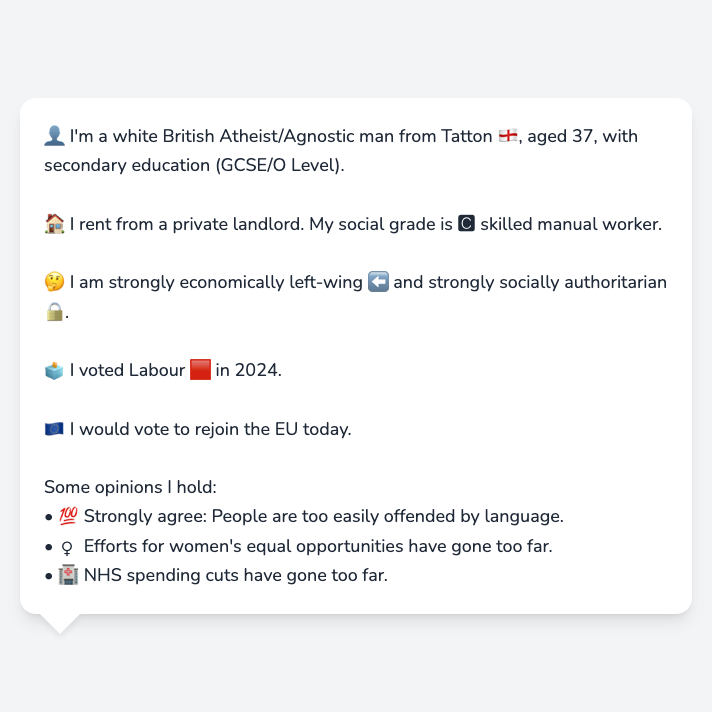 👤 I'm a white British Atheist/Agnostic man from Tatton 🏴󠁧󠁢󠁥󠁮󠁧󠁿, aged 37, with
secondary education (GCSE/O Level).
🏠 I rent from a private landlord. My social grade is 🅲 skilled manual worker.
🤔 I am strongly economically left-wing ⬅️ and strongly socially authoritarian
🔒.
🗳️ I voted Labour 🟥 in 2024.
🇪🇺 I would vote to rejoin the EU today.
Some opinions I hold:
• 💯 Strongly agree: People are too easily offended by language.
• ♀ Efforts for women's equal opportunities have gone too far.
• 🏥 NHS spending cuts have gone too far.